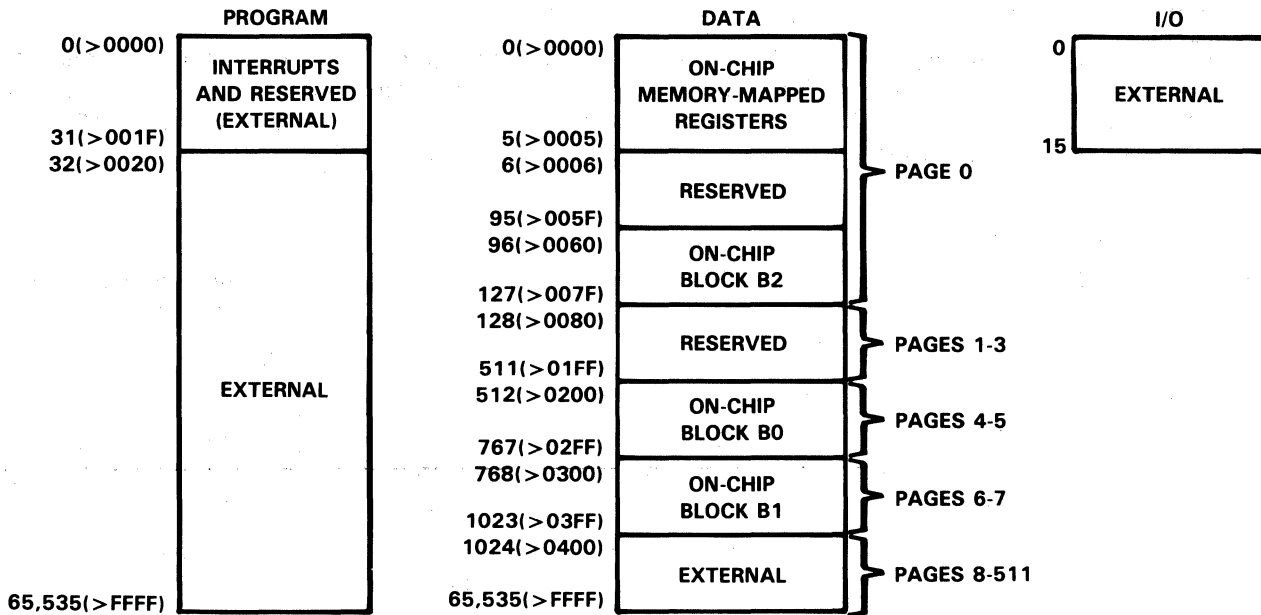 PROGRAM
0(>0000)
INTERRUPTS
AND RESERVED
(EXTERNAL)
31(>001F)
32(>0020)
EXTERNAL
65,535(>FFFF)
DATA
0(>0000)
ON-CHIP
MEMORY-MAPPED
REGISTERS
5(>0005)
6(>0006)
RESERVED
95(>005F)
96(>0060)
ON-CHIP
BLOCK B2
127(>007F)
PAGE 0
128(>0080)
RESERVED
511(>01FF)
PAGES 1-3
512(>0200)
ON-CHIP
BLOCK B0
767(>02FF)
PAGES 4-5
768(>0300)
ON-CHIP
BLOCK B1
1023(>03FF)
PAGES 6-7
1024(>0400)
EXTERNAL
65,535(>FFFF)
PAGES 8-511
I/O
0
EXTERNAL
15